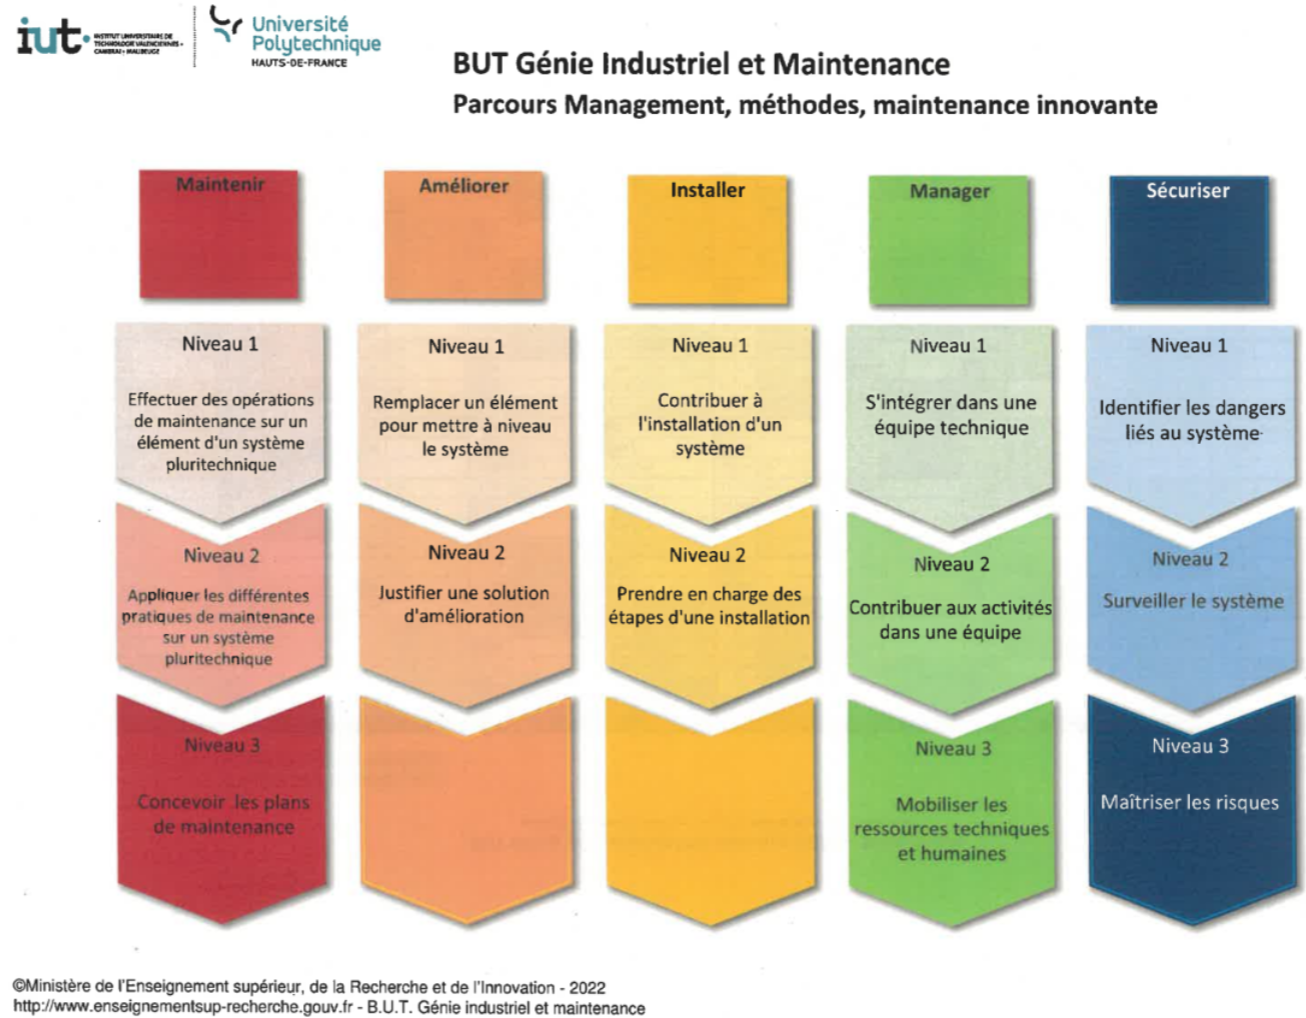 iut
INSTITUT UNIVERSITAIRE DE
TECHNOLOGIE VALENCIENNES •
CAMBRAI • MAUBEUGE
Université
Polytechnique
HAUTS-DE-FRANCE
BUT Génie Industriel et Maintenance
Parcours Management, méthodes, maintenance innovante
Maintenir
Améliorer
Installer
Manager
Sécuriser
Niveau 1
Effectuer des opérations
de maintenance sur un
élément d'un système
pluritechnique
Niveau 1
Remplacer un élément
pour mettre à niveau
le système
Niveau 1
Contribuer à
l'installation d'un
système
Niveau 1
S'intégrer dans une
équipe technique
Niveau 1
Identifier les dangers
liés au système
Niveau 2
Appliquer les différentes
pratiques de maintenance
sur un système
pluritechnique
Niveau 2
Justifier une solution
d'amélioration
Niveau 2
Prendre en charge des
étapes d'une installation
Niveau 2
Contribuer aux activités
dans une équipe
Niveau 2
Surveiller le système
Niveau 3
Concevoir les plans
de maintenance
Niveau 3
Mobiliser les
ressources techniques
et humaines
Niveau 3
Maîtriser les risques
©Ministère de l'Enseignement supérieur, de la Recherche et de l'Innovation - 2022
http://www.enseignementsup-recherche.gouv.fr - B.U.T. Génie industriel et maintenance